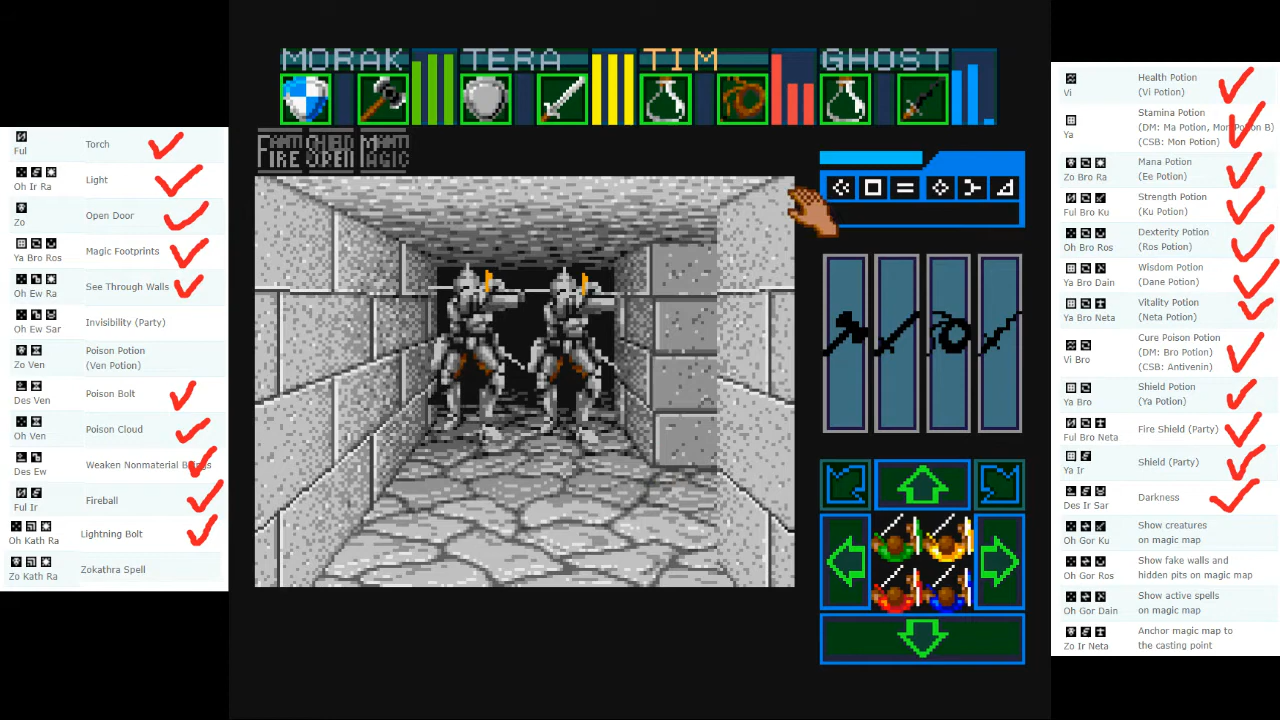 MORAK TERA TIM GHOST
FIRE OPEN MAGIC
Ful Torch
Oh Ir Ra Light
Zo Open Door
Ya Bro Ros Magic Footprints
Oh Ew Ra See Through Walls
Oh Ew Sar Invisibility (Party)
Zo Ven Poison Potion
(Ven Potion)
Des Ven Poison Bolt
Oh Ven Poison Cloud
Des Ew Weaken Nonmaterial
Ful Ir Fireball
Oh Kath Ra Lightning Bolt
Zo Kath Ra Zokathra Spell
Vi Health Potion
(Vi Potion)
Ya Stamina Potion
(DM: Ma Potion, Mon Potion B)
(CSB: Mon Potion)
Zo Bro Ra Mana Potion
(Ee Potion)
Ful Bro Ku Strength Potion
(Ku Potion)
Oh Bro Ros Dexterity Potion
(Ros Potion)
Ya Bro Dain Wisdom Potion
(Dane Potion)
Ya Bro Neta Vitality Potion
(Neta Potion)
Vi Bro Cure Poison Potion
(DM: Bro Potion)
(CSB: Antivenin)
Ya Bro Shield Potion
(Ya Potion)
Ful Bro Neta Fire Shield (Party)
Ya Ir Shield (Party)
Des Ir Sar Darkness
Oh Gor Ku Show creatures
on magic map
Oh Gor Ros Show fake walls and
hidden pits on magic map
Oh Gor Dain Show active spells
on magic map
Zo Ir Neta Anchor magic map to
the casting point